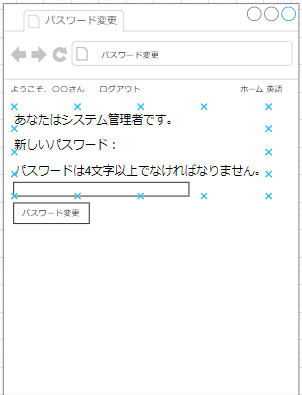 パスワード変更
パスワード変更
ようこそ、〇〇さん ログアウト ホーム 英語
あなたはシステム管理者です。
新しいパスワード：
パスワードは4文字以上でなければなりません。
パスワード変更